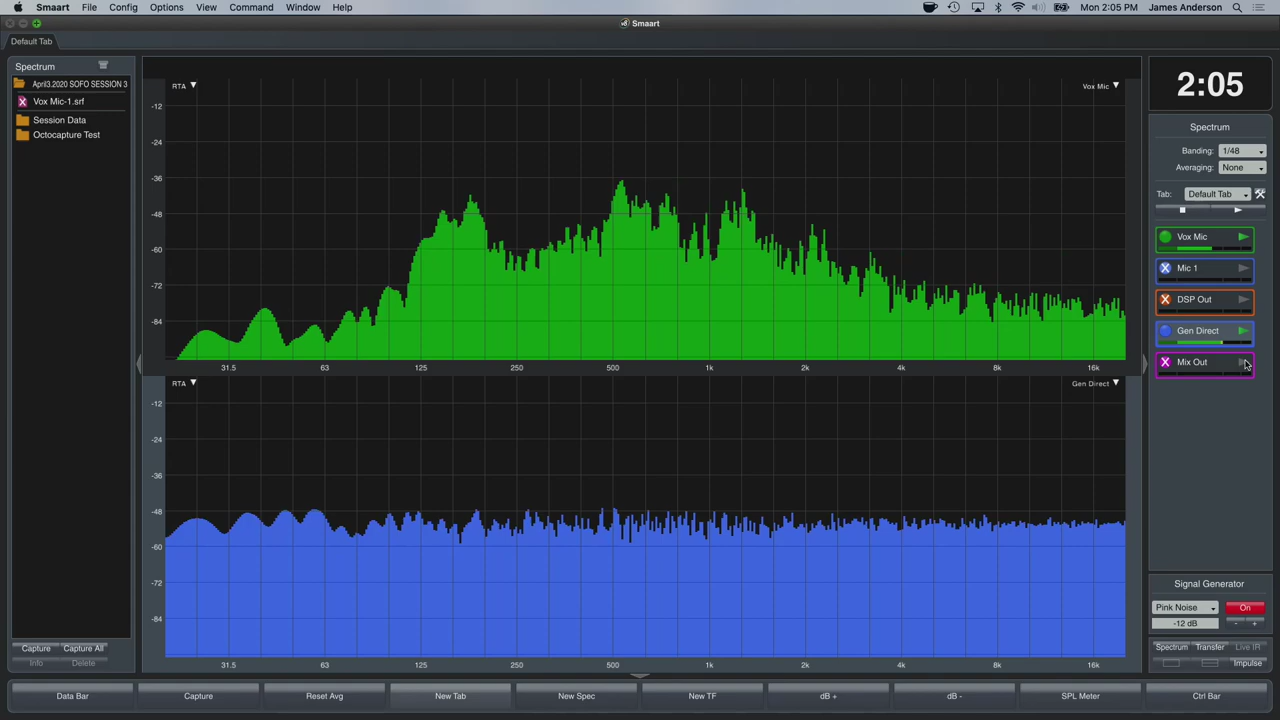 Smaart File Config Options View Command Window Help Mon 2:05 PM James Anderson
Smaart
Default Tab
Spectrum
April3.2020 SOFO SESSION 3
Vox Mic-1.srf
Session Data
Octocapture Test
Capture Capture All
Info Delete
RTA Vox Mic
-12
-24
-36
-48
-60
-72
-84
31.5 63 125 250 500 1k 2k 4k 8k 16k
RTA Gen Direct
-12
-24
-36
-48
-60
-72
-84
31.5 63 125 250 500 1k 2k 4k 8k 16k
2:05
Spectrum
Banding: 1/48
Averaging: None
Tab: Default Tab
Vox Mic
Mic 1
DSP Out
Gen Direct
Mix Out
Signal Generator
Pink Noise On
-12 dB - +
Spectrum Transfer Live IR
Impulse
Data Bar Capture Reset Avg New Tab New Spec New TF dB + dB - SPL Meter Ctrl Bar